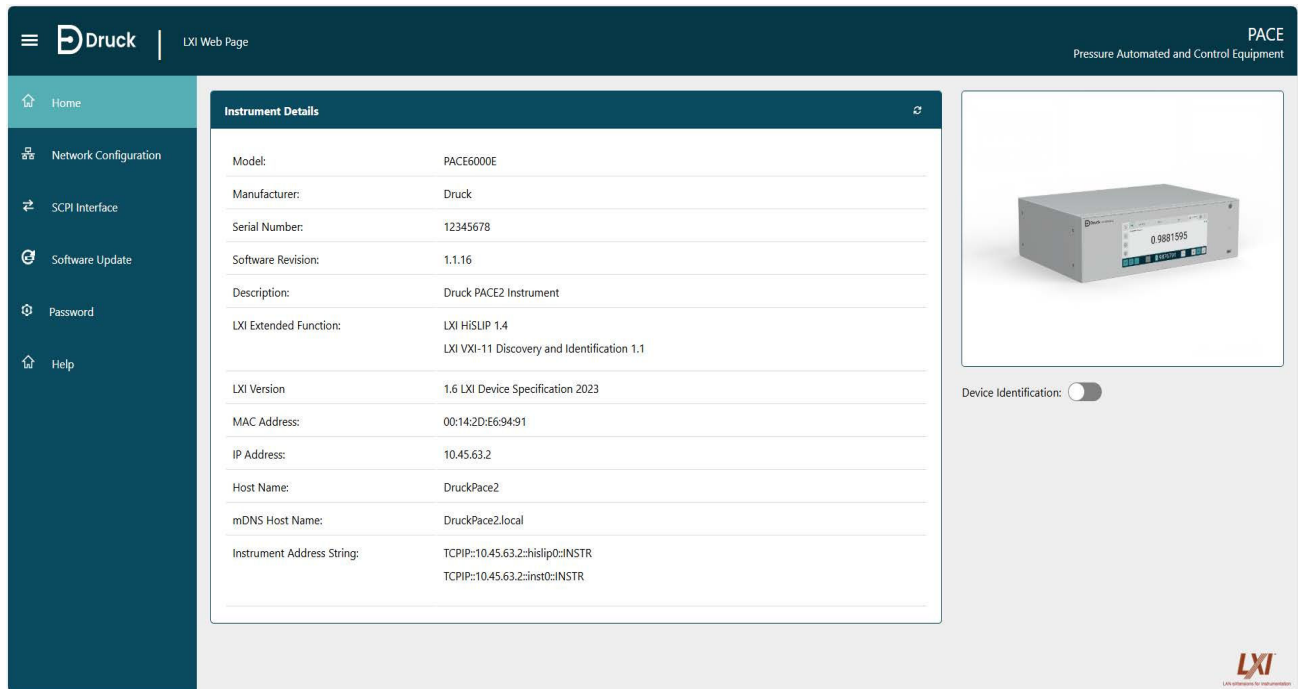 Druck
LXI Web Page
PACE
Pressure Automated and Control Equipment
Home
Network Configuration
SCPI Interface
Software Update
Password
Help
Instrument Details
Model: PACE6000E
Manufacturer: Druck
Serial Number: 12345678
Software Revision: 1.1.16
Description: Druck PACE2 Instrument
LXI Extended Function: LXI HiSLIP 1.4
LXI VXI-11 Discovery and Identification 1.1
LXI Version 1.6 LXI Device Specification 2023
MAC Address: 00:14:2D:E6:94:91
IP Address: 10.45.63.2
Host Name: DruckPace2
mDNS Host Name: DruckPace2.local
Instrument Address String: TCPIP::10.45.63.2::hislip0::INSTR
TCPIP::10.45.63.2::inst0::INSTR
Druck
0.9881595
Device Identification:
LXI
LAN eXtensions for Instrumentation